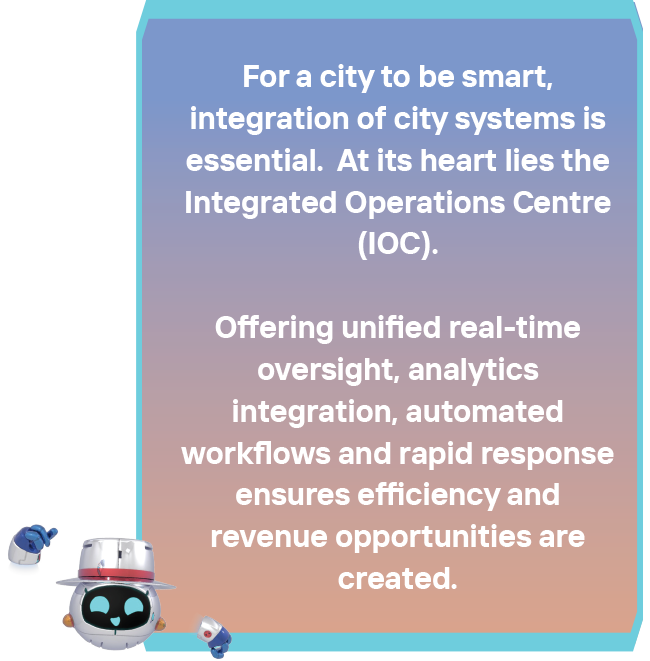 For a city to be smart,
integration of city systems is
essential.  At its heart lies the
Integrated Operations Centre
(IOC).
Offering unified real-time
oversight, analytics
integration, automated
workflows and rapid response
ensures efficiency and
revenue opportunities are
created.